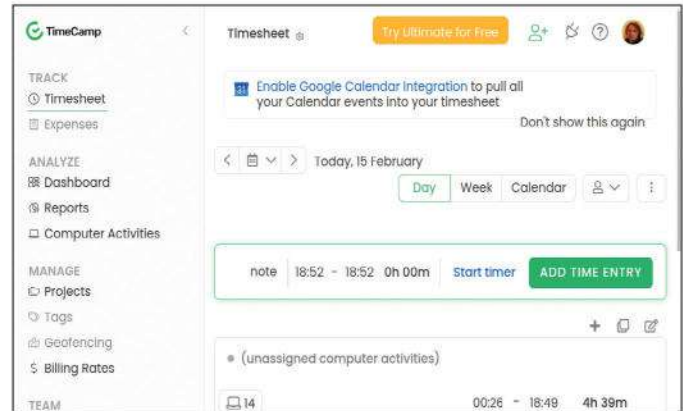 TimeCamp
TRACK
Timesheet
Expenses
ANALYZE
Dashboard
Reports
Computer Activities
MANAGE
Projects
Tags
Geofencing
$ Billing Rates
TEAM
Timesheet
Try Ultimate for Free
Enable Google Calendar Integration to pull all
your Calendar events into your timesheet
Don't show this again
Today, 15 February
Day Week Calendar
note 18:52 - 18:52 0h 00m Start timer ADD TIME ENTRY
(unassigned computer activities)
14 00:26 - 18:49 4h 39m